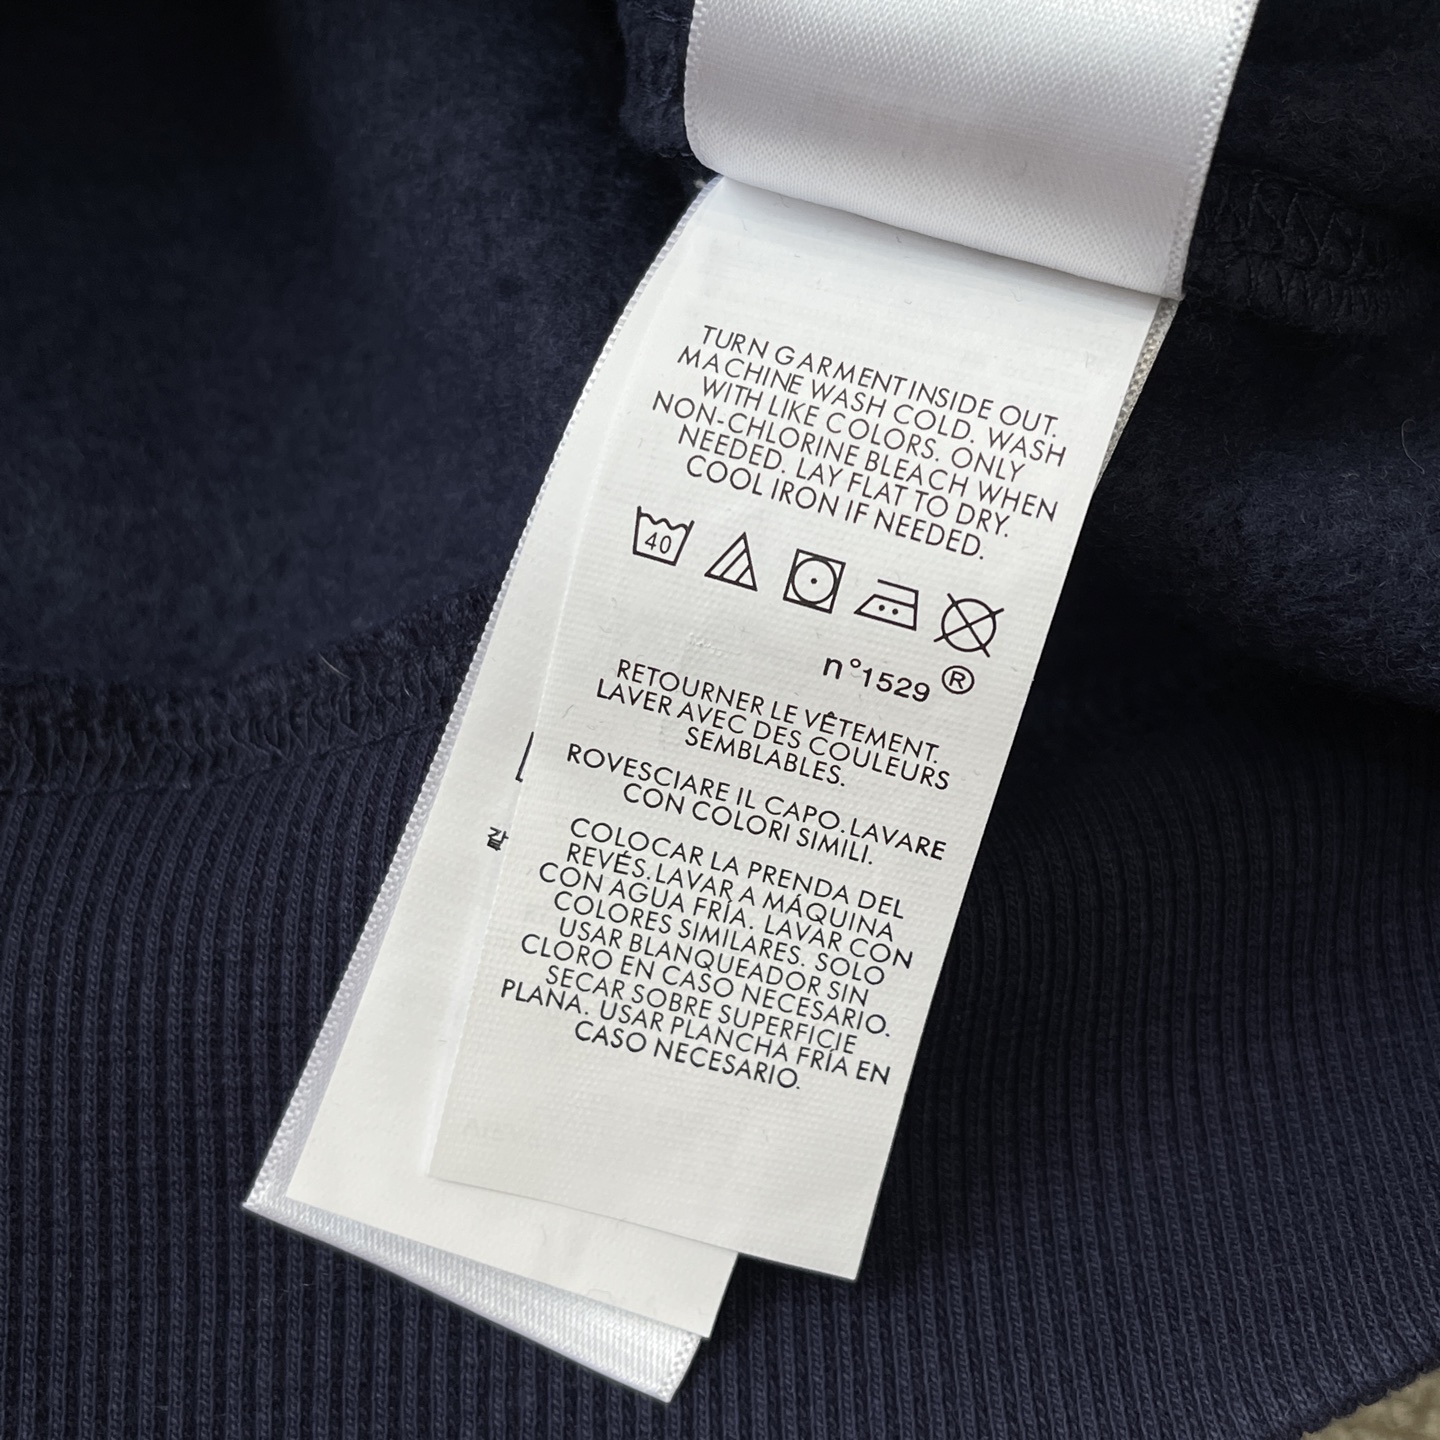 TURN GARMENT INSIDE OUT.
MACHINE WASH COLD. WASH
WITH LIKE COLORS. ONLY
NON-CHLORINE BLEACH WHEN
NEEDED. LAY FLAT TO DRY.
COOL IRON IF NEEDED.
40
n°1529 ®
RETOURNER LE VÊTEMENT.
LAVER AVEC DES COULEURS
SEMBLABLES.
ROVESCIARE IL CAPO. LAVARE
CON COLORI SIMILI.
COLOCAR LA PRENDA DEL
REVÉS. LAVAR A MÁQUINA
CON AGUA FRÍA. LAVAR CON
COLORES SIMILARES. SOLO
USAR BLANQUEADOR SIN
CLORO EN CASO NECESARIO.
SECAR SOBRE SUPERFICIE
PLANA. USAR PLANCHA FRÍA EN
CASO NECESARIO.